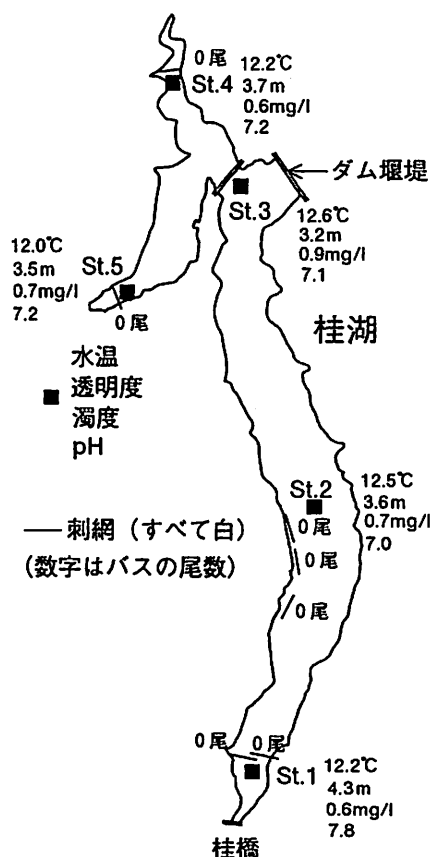 0尾
St.4
12.2℃
3.7m
0.6mg/l
7.2
ダム堰堤
St.3
12.6℃
3.2m
0.9mg/l
7.1
12.0℃
3.5m
0.7mg/l
7.2
St.5
0尾
桂湖
水温
透明度
濁度
pH
St.2
12.5℃
3.6m
0.7mg/l
7.0
0尾
0尾
0尾
刺網(すべて白)
(数字はバスの尾数)
0尾
0尾
St.1
12.2℃
4.3m
0.6mg/l
7.8
桂橋